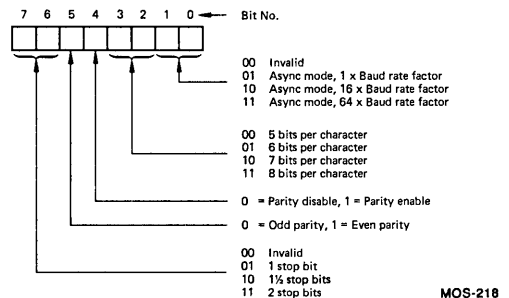 7 6 5 4 3 2 1 0 Bit No.
00 Invalid
01 Async mode, 1 x Baud rate factor
10 Async mode, 16 x Baud rate factor
11 Async mode, 64 x Baud rate factor
00 5 bits per character
01 6 bits per character
10 7 bits per character
11 8 bits per character
0 = Parity disable, 1 = Parity enable
0 = Odd parity, 1 = Even parity
00 Invalid
01 1 stop bit
10 1½ stop bits
11 2 stop bits
MOS-218